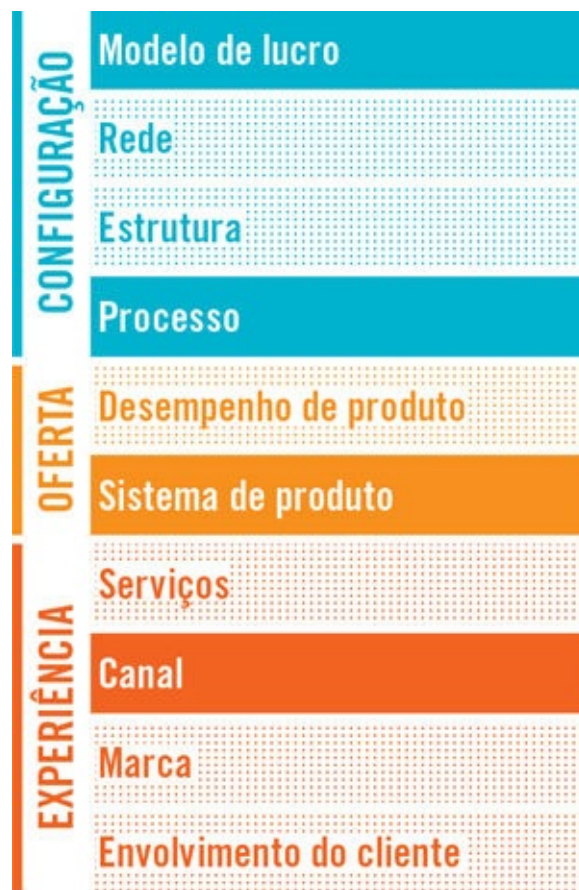 CONFIGURAÇÃO
Modelo de lucro
Rede
Estrutura
Processo
OFERTA
Desempenho de produto
Sistema de produto
EXPERIÊNCIA
Serviços
Canal
Marca
Envolvimento do cliente